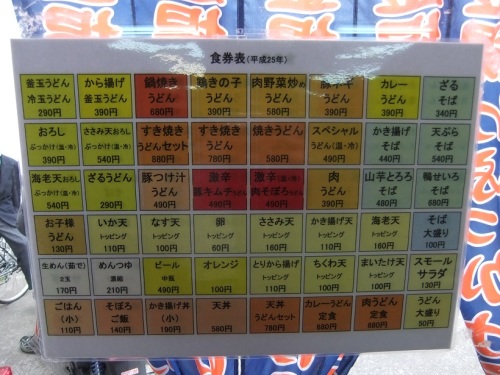 食券表(平成25年)
釜玉うどん
冷玉うどん
290円
から揚げ
釜玉うどん
390円
鍋焼き
うどん
680円
鶏きの子
うどん
390円
肉野菜炒め
うどん
580円
うどん
390円
カレー
うどん
390円
ざる
そば
340円
おろし
ぶっかけ(温・冷)
390円
ささみ天おろし
ぶっかけ(温・冷)
540円
すき焼き
うどんセット
880円
すき焼き
うどん
780円
焼きうどん
580円
スペシャル
うどん(温・冷)
490円
かき揚げ
そば
440円
天ぷら
そば
540円
海老天おろし
ぶっかけ(温・冷)
540円
ざるうどん
290円
豚つけ汁
うどん
490円
激辛
豚キムチうどん
490円
激辛(温・冷)
肉そぼろうどん
490円
肉
うどん
390円
山芋とろろ
そば
480円
鴨せいろ
そば
680円
お子様
うどん
130円
いか天
トッピング
110円
なす天
トッピング
100円
卵
トッピング
60円
ささみ天
トッピング
160円
かき揚げ天
トッピング
110円
海老天
トッピング
160円
そば
大盛り
100円
生めん(茹で)
2玉
170円
めんつゆ
濃縮
210円
ビール
中瓶
490円
オレンジ
100円
とりから揚げ
トッピング
100円
ちくわ天
トッピング
100円
まいたけ天
トッピング
100円
スモール
サラダ
130円
ごはん
(小)
110円
そぼろ
ご飯
140円
かき揚げ丼
(小)
190円
天丼
580円
天丼
うどんセット
780円
カレーうどん
定食
680円
肉うどん
定食
680円
うどん
大盛り
50円